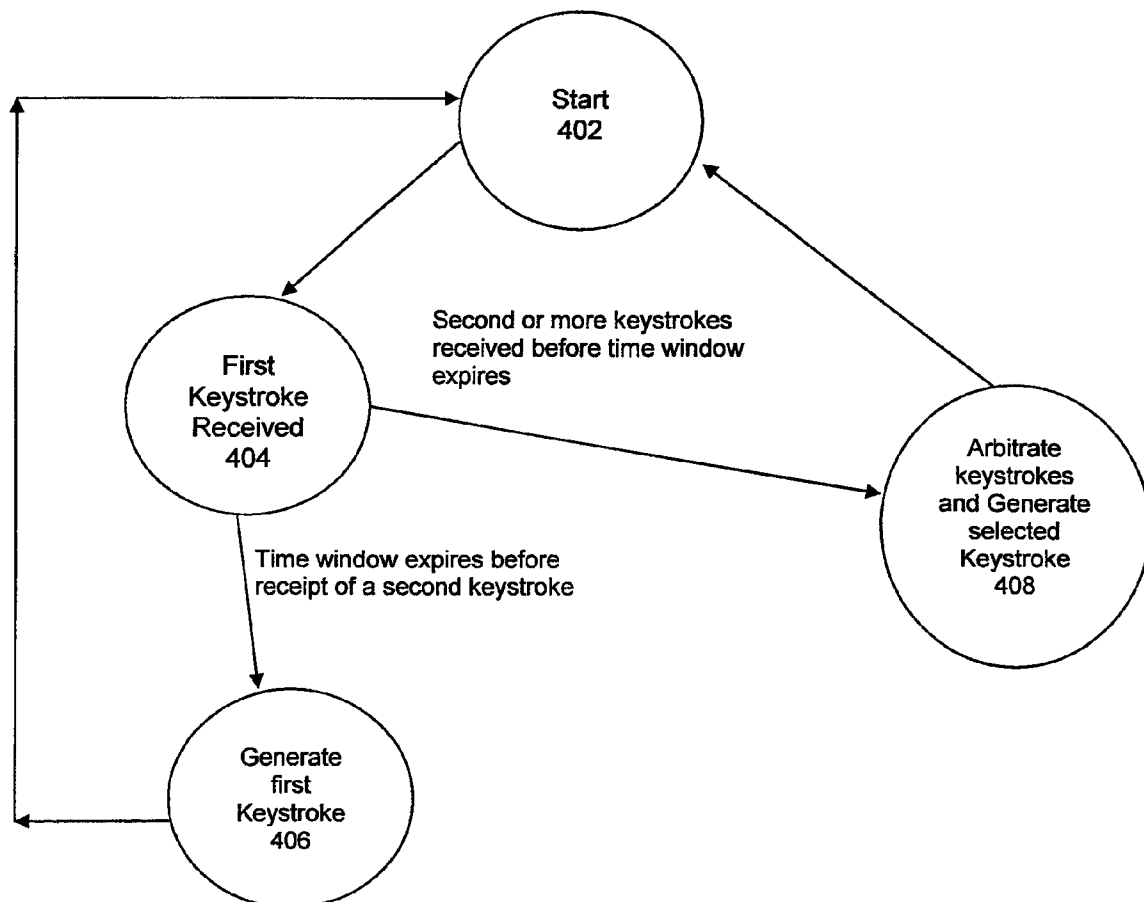 Start
402
First
Keystroke
Received
404
Second or more keystrokes
received before time window
expires
Arbitrate
keystrokes
and Generate
selected
Keystroke
408
Time window expires before
receipt of a second keystroke
Generate
first
Keystroke
406